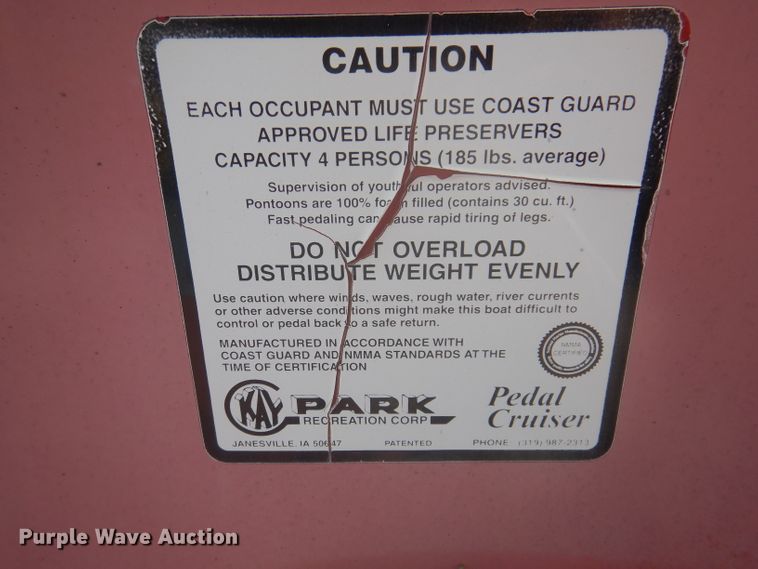 CAUTION
EACH OCCUPANT MUST USE COAST GUARD
APPROVED LIFE PRESERVERS
CAPACITY 4 PERSONS (185 lbs. average)
Supervision of youthful operators advised.
Pontoons are 100% foam filled (contains 30 cu. ft.)
Fast pedaling can cause rapid tiring of legs.
DO NOT OVERLOAD
DISTRIBUTE WEIGHT EVENLY
Use caution where winds, waves, rough water, river currents
or other adverse conditions might make this boat difficult to
control or pedal back to a safe return.
MANUFACTURED IN ACCORDANCE WITH
COAST GUARD AND NMMA STANDARDS AT THE
TIME OF CERTIFICATION
NMMA
CERTIFIED
KAY PARK
RECREATION CORP
Pedal
Cruiser
JANESVILLE, IA 50647 PATENTED PHONE (319) 987-2313
Purple Wave Auction